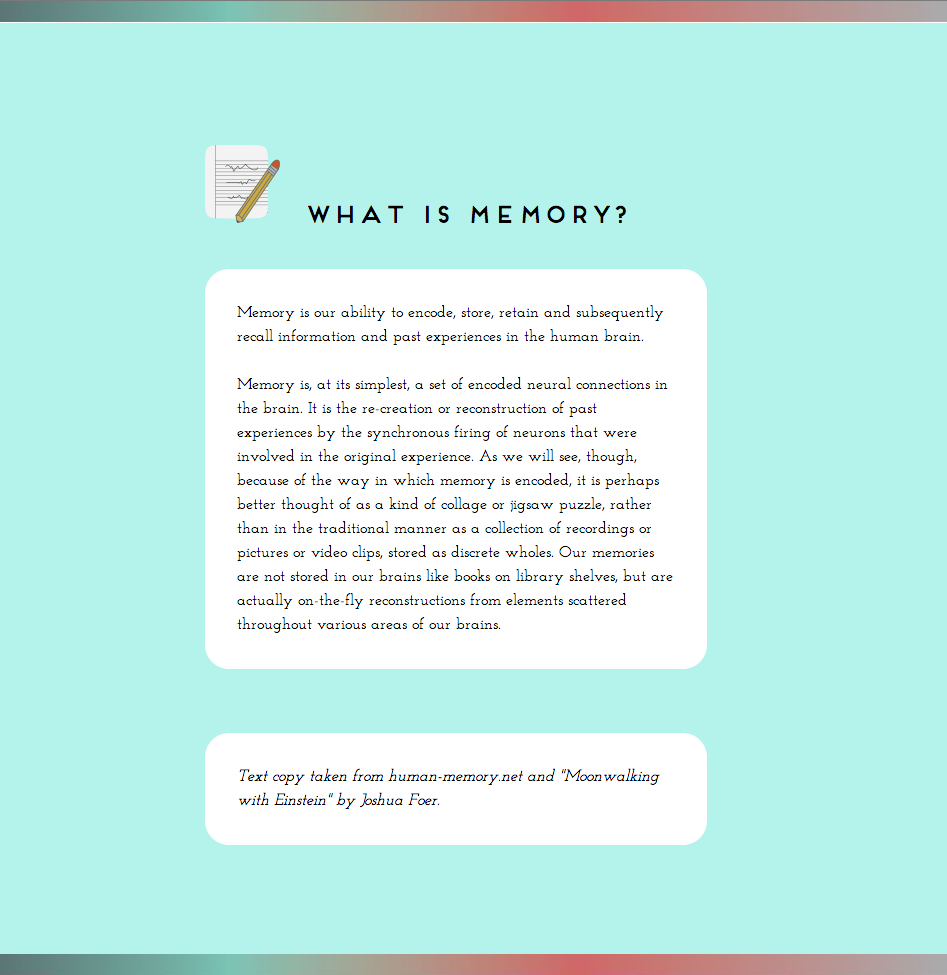 WHAT IS MEMORY?
Memory is our ability to encode, store, retain and subsequently
recall information and past experiences in the human brain.
Memory is, at its simplest, a set of encoded neural connections in
the brain. It is the re-creation or reconstruction of past
experiences by the synchronous firing of neurons that were
involved in the original experience. As we will see, though,
because of the way in which memory is encoded, it is perhaps
better thought of as a kind of collage or jigsaw puzzle, rather
than in the traditional manner as a collection of recordings or
pictures or video clips, stored as discrete wholes. Our memories
are not stored in our brains like books on library shelves, but are
actually on-the-fly reconstructions from elements scattered
throughout various areas of our brains.
Text copy taken from human-memory.net and "Moonwalking
with Einstein" by Joshua Foer.